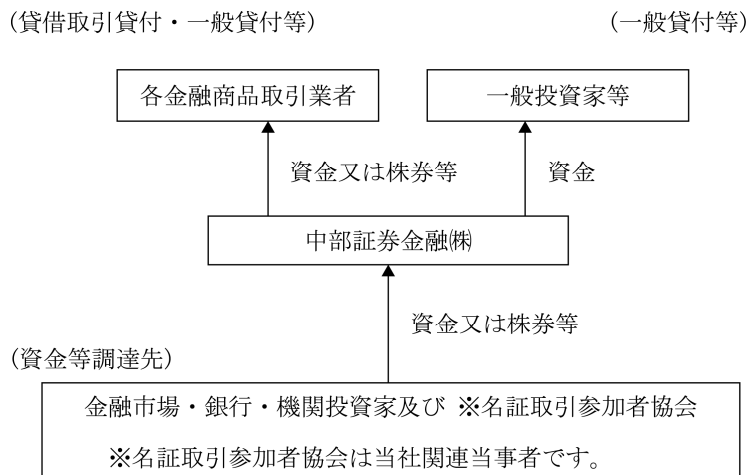 (貸借取引貸付・一般貸付等)
(一般貸付等)
各金融商品取引業者
一般投資家等
資金又は株券等
資金
中部証券金融㈱
資金又は株券等
(資金等調達先)
金融市場・銀行・機関投資家及び ※名証取引参加者協会
※名証取引参加者協会は当社関連当事者です。